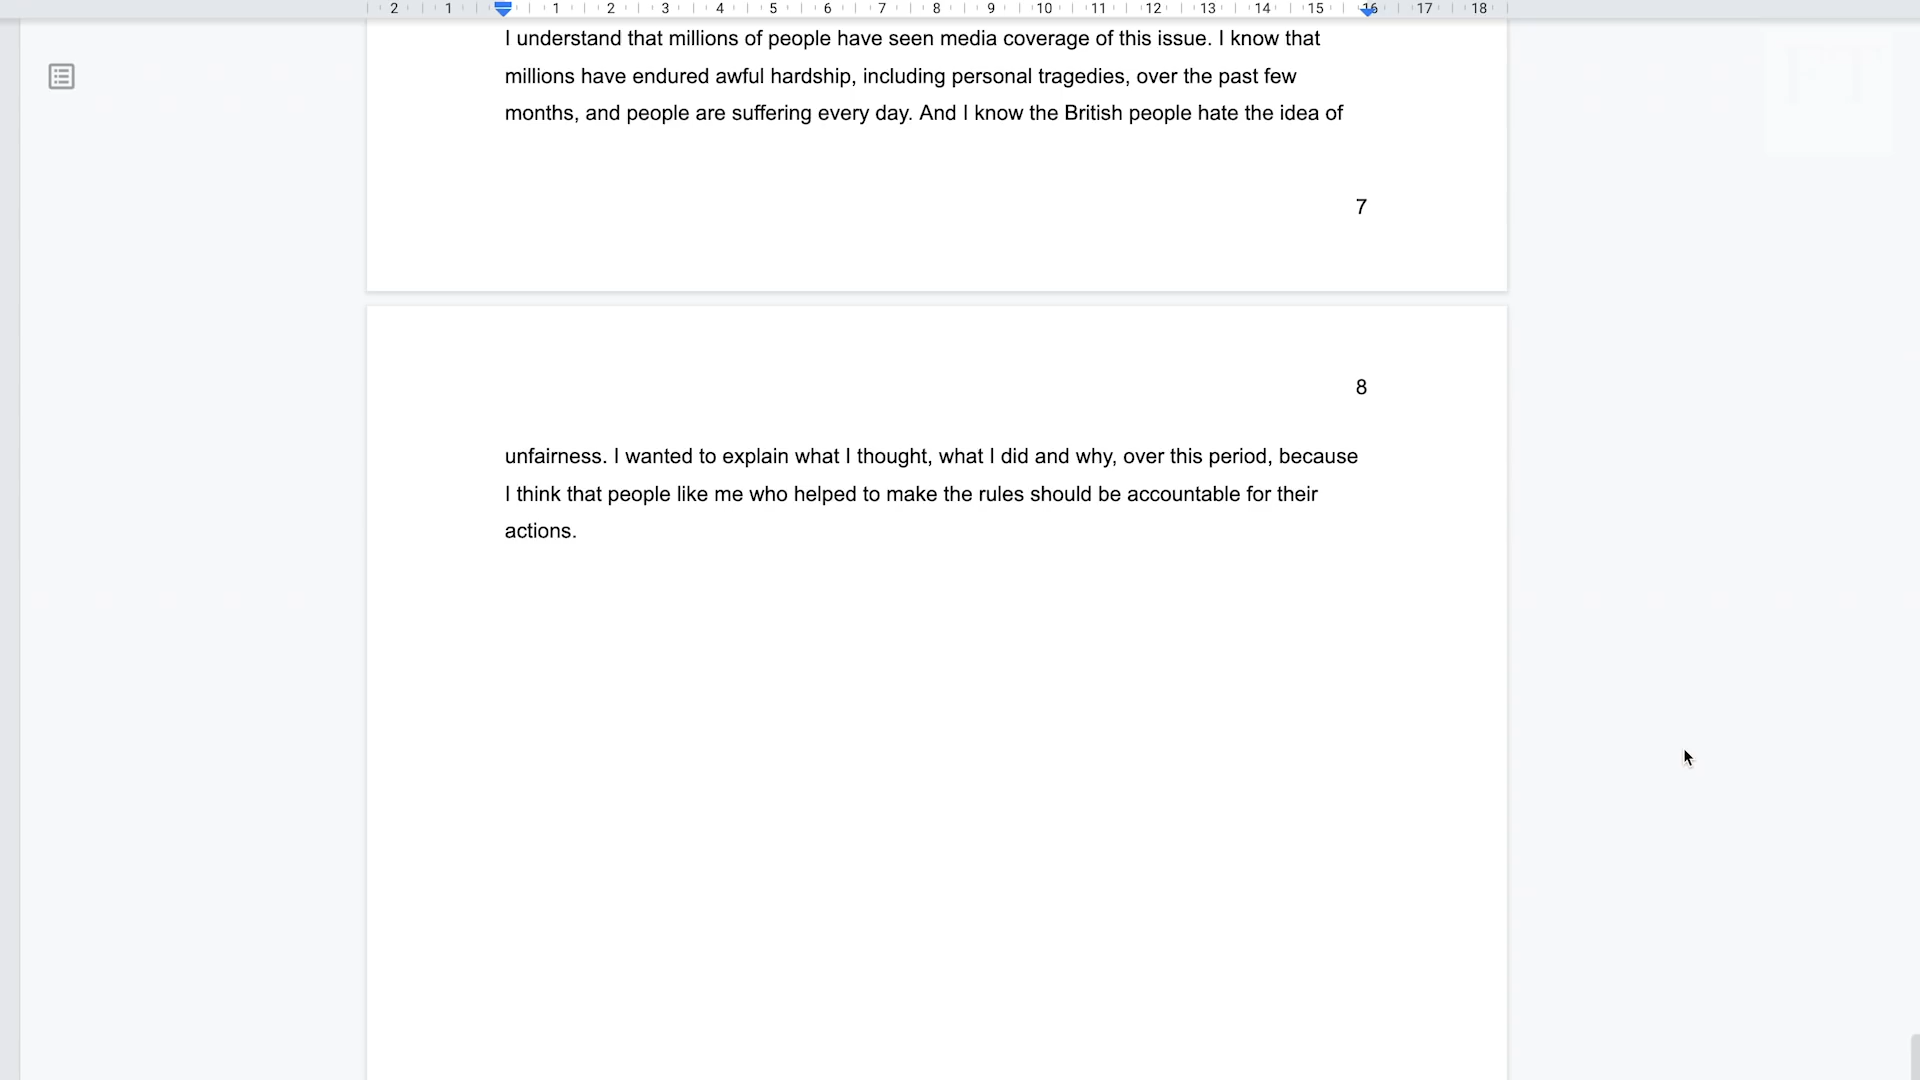 2 1 1 2 3 4 5 6 7 8 9 10 11 12 13 14 15 16 17 18
I understand that millions of people have seen media coverage of this issue. I know that
millions have endured awful hardship, including personal tragedies, over the past few
months, and people are suffering every day. And I know the British people hate the idea of
7
8
unfairness. I wanted to explain what I thought, what I did and why, over this period, because
I think that people like me who helped to make the rules should be accountable for their
actions.
FT